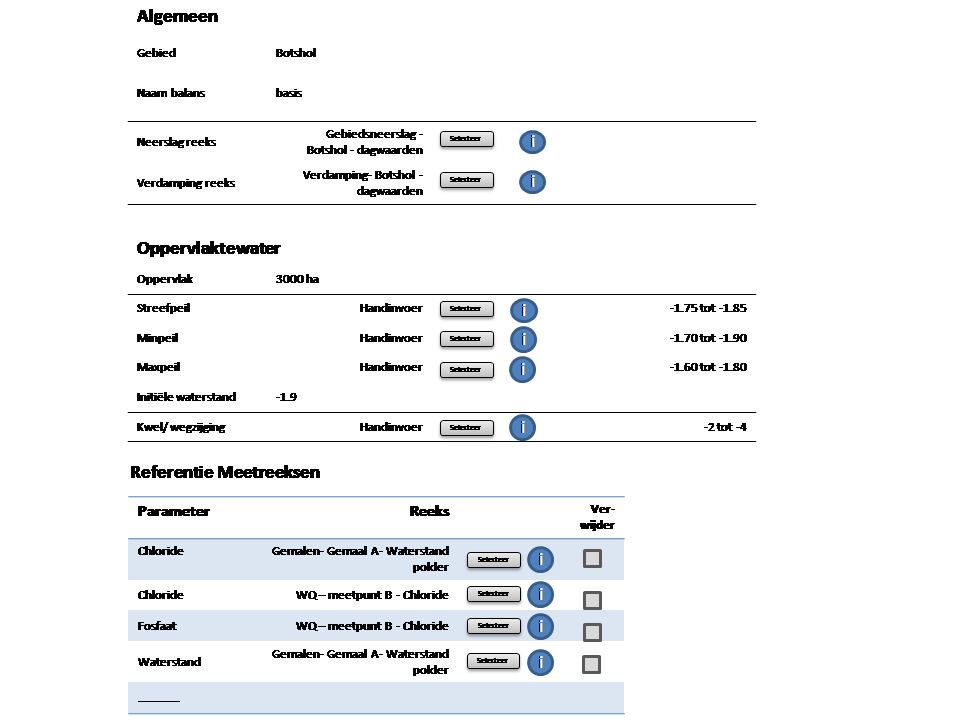 Algemeen
Gebied Botshol
Naam balans basis
Neerslag reeks Gebiedsneerslag - Botshol - dagwaarden Selecteer i
Verdamping reeks Verdamping- Botshol - dagwaarden Selecteer i
Oppervlaktewater
Oppervlak 3000 ha
Streefpeil Handinvoer Selecteer i -1.75 tot -1.85
Minpeil Handinvoer Selecteer i -1.70 tot -1.90
Maxpeil Handinvoer Selecteer i -1.60 tot -1.80
Initiële waterstand -1.9
Kwel/ wegzijging Handinvoer Selecteer i -2 tot -4
Referentie Meetreeksen
Parameter Reeks Ver-wijder
Chloride Gemalen- Gemaal A- Waterstand polder Selecteer i
Chloride WQ – meetpunt B - Chloride Selecteer i
Fosfaat WQ – meetpunt B - Chloride Selecteer i
Waterstand Gemalen- Gemaal A- Waterstand polder Selecteer i